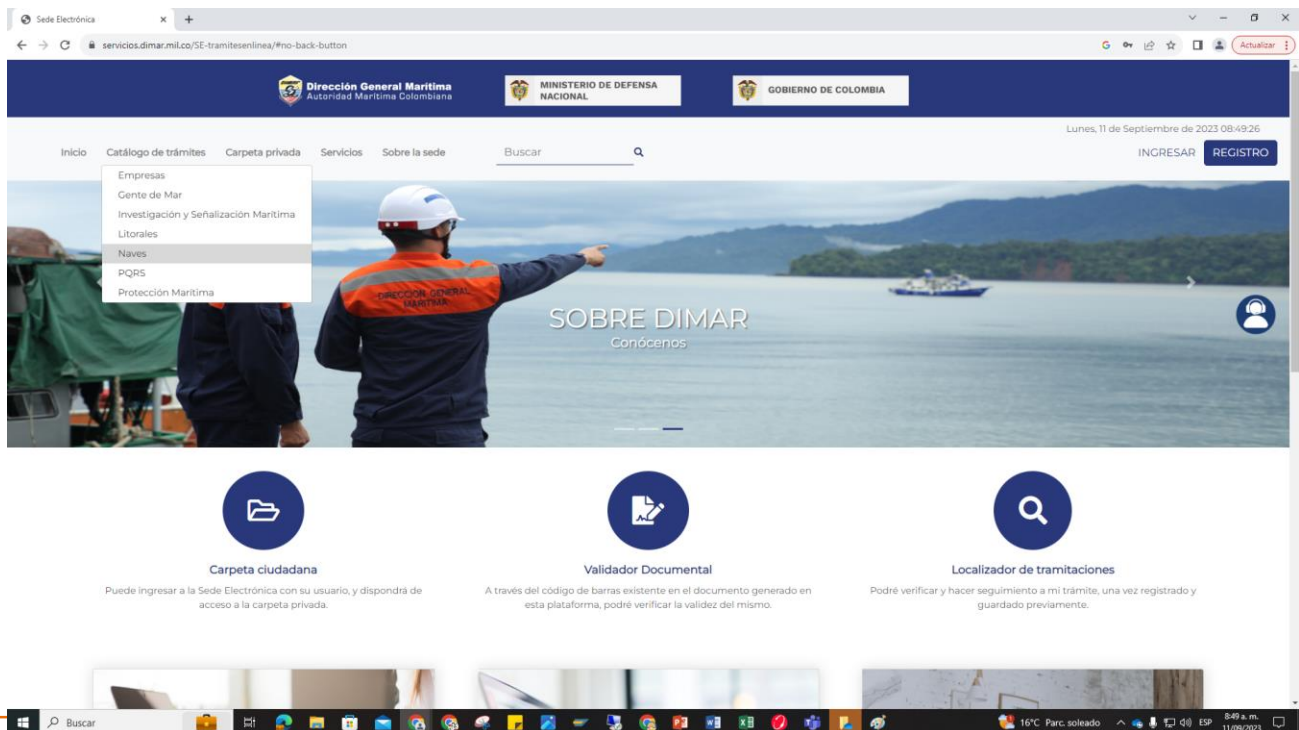 Sede Electrónica
servicios.dimar.mil.co/SE-tramitesenlinea/#no-back-button
Actualizar
Dirección General Marítima
Autoridad Marítima Colombiana
MINISTERIO DE DEFENSA
NACIONAL
GOBIERNO DE COLOMBIA
Lunes, 11 de Septiembre de 2023 08:49:26
Inicio Catálogo de trámites Carpeta privada Servicios Sobre la sede Buscar INGRESAR REGISTRO
Empresas
Gente de Mar
Investigación y Señalización Marítima
Litorales
Naves
PQRS
Protección Marítima
DIRECCIÓN GENERAL
MARÍTIMA
SOBRE DIMAR
Conócenos
Carpeta ciudadana
Puede ingresar a la Sede Electrónica con su usuario, y dispondrá de
acceso a la carpeta privada.
Validador Documental
A través del código de barras existente en el documento generado en
esta plataforma, podré verificar la validez del mismo.
Localizador de tramitaciones
Podré verificar y hacer seguimiento a mi trámite, una vez registrado y
guardado previamente.
Buscar
16°C Parc. soleado
ESP
8:49 a. m.
11/09/2023